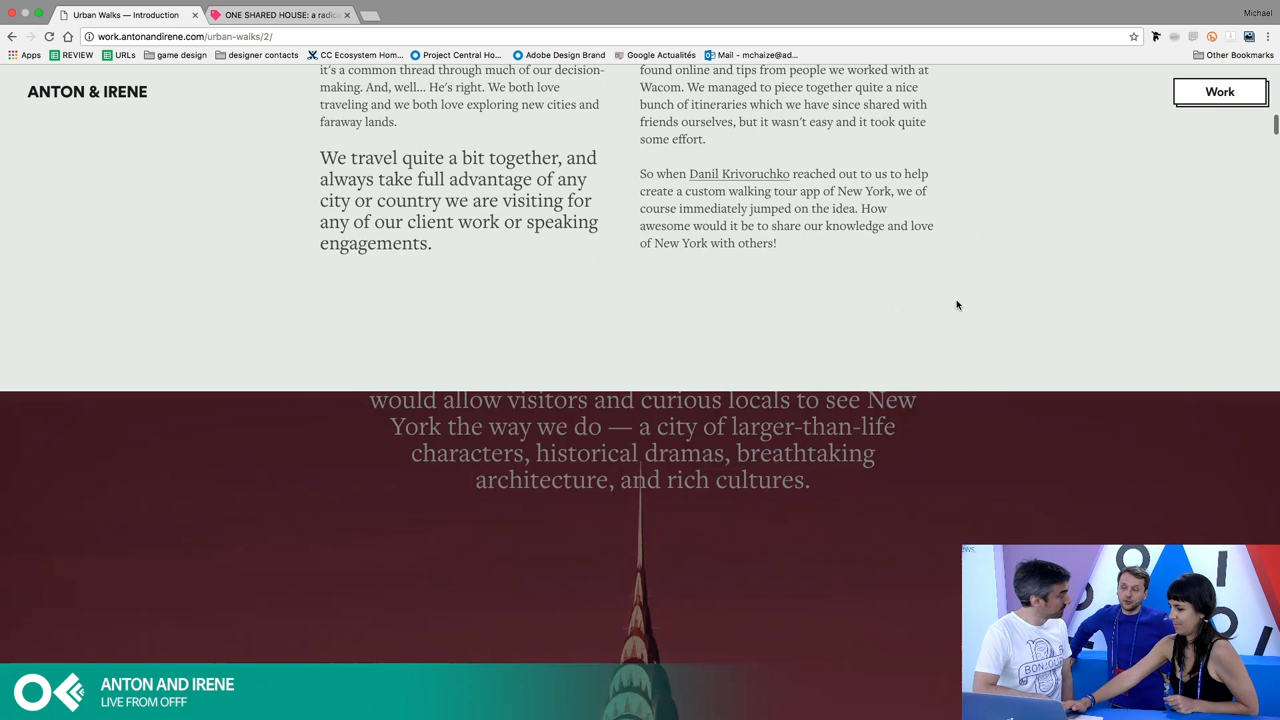 Michael
Urban Walks — Introduction
ONE SHARED HOUSE: a radica
work.antonandirene.com/urban-walks/2/
Apps
REVIEW
URLs
game design
designer contacts
CC Ecosystem Hom...
Project Central Ho...
Adobe Design Brand
Google Actualités
Mail - mchaize@ad...
Other Bookmarks
ANTON & IRENE
Work
it's a common thread through much of our decision-
making. And, well... He's right. We both love
traveling and we both love exploring new cities and
faraway lands.
We travel quite a bit together, and
always take full advantage of any
city or country we are visiting for
any of our client work or speaking
engagements.
found online and tips from people we worked with at
Wacom. We managed to piece together quite a nice
bunch of itineraries which we have since shared with
friends ourselves, but it wasn't easy and it took quite
some effort.
So when Danil Krivoruchko reached out to us to help
create a custom walking tour app of New York, we of
course immediately jumped on the idea. How
awesome would it be to share our knowledge and love
of New York with others!
would allow visitors and curious locals to see New
York the way we do — a city of larger-than-life
characters, historical dramas, breathtaking
architecture, and rich cultures.
ews.
BONJOUR
ANTON AND IRENE
LIVE FROM OFFF